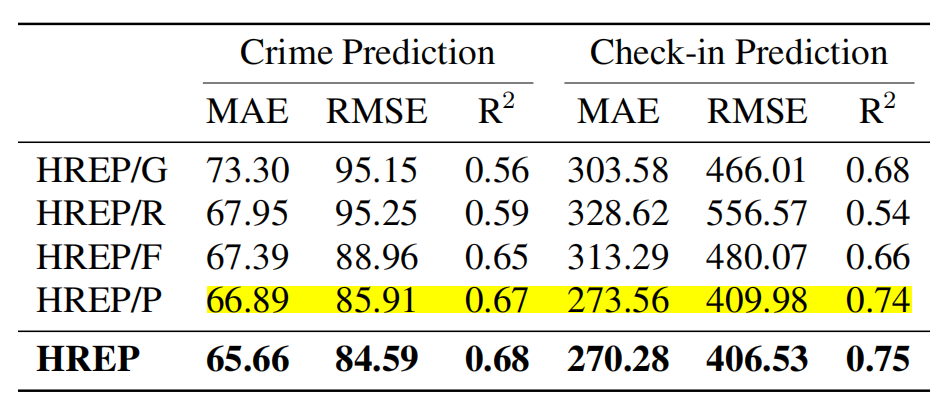 Crime Prediction Check-in Prediction
MAE RMSE R² MAE RMSE R²
HREP/G 73.30 95.15 0.56 303.58 466.01 0.68
HREP/R 67.95 95.25 0.59 328.62 556.57 0.54
HREP/F 67.39 88.96 0.65 313.29 480.07 0.66
HREP/P 66.89 85.91 0.67 273.56 409.98 0.74
HREP 65.66 84.59 0.68 270.28 406.53 0.75